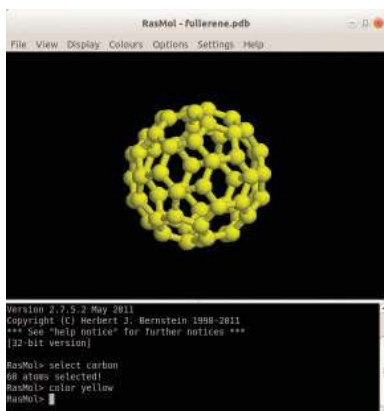 RasMol - fullerene.pdb
File View Display Colours Options Settings Help
Version 2.7.5.2 May 2011
Copyright (C) Herbert J. Bernstein 1998-2011
*** See "help notice" for further notices ***
[32-bit version]
RasMol> select carbon
60 atoms selected!
RasMol> color yellow
RasMol>